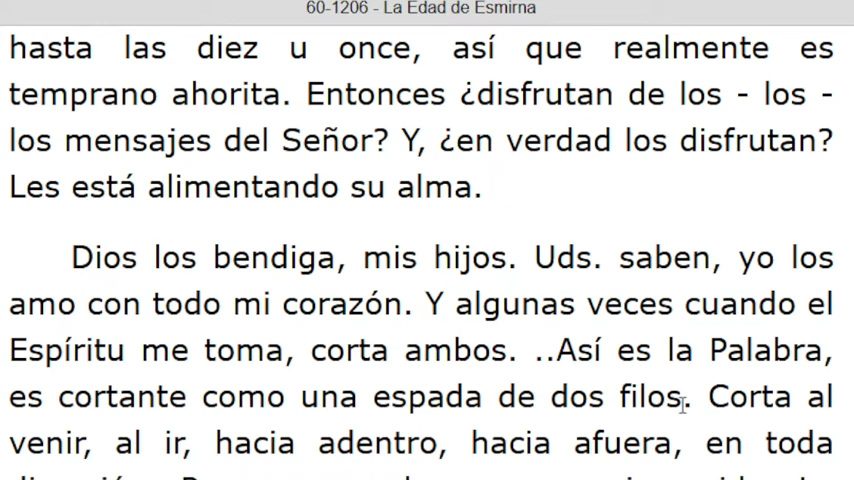 60-1206 - La Edad de Esmirna
hasta las diez u once, así que realmente es
temprano ahorita. Entonces ¿disfrutan de los - los -
los mensajes del Señor? Y, ¿en verdad los disfrutan?
Les está alimentando su alma.
Dios los bendiga, mis hijos. Uds. saben, yo los
amo con todo mi corazón. Y algunas veces cuando el
Espíritu me toma, corta ambos. ..Así es la Palabra,
es cortante como una espada de dos filos. Corta al
venir, al ir, hacia adentro, hacia afuera, en toda